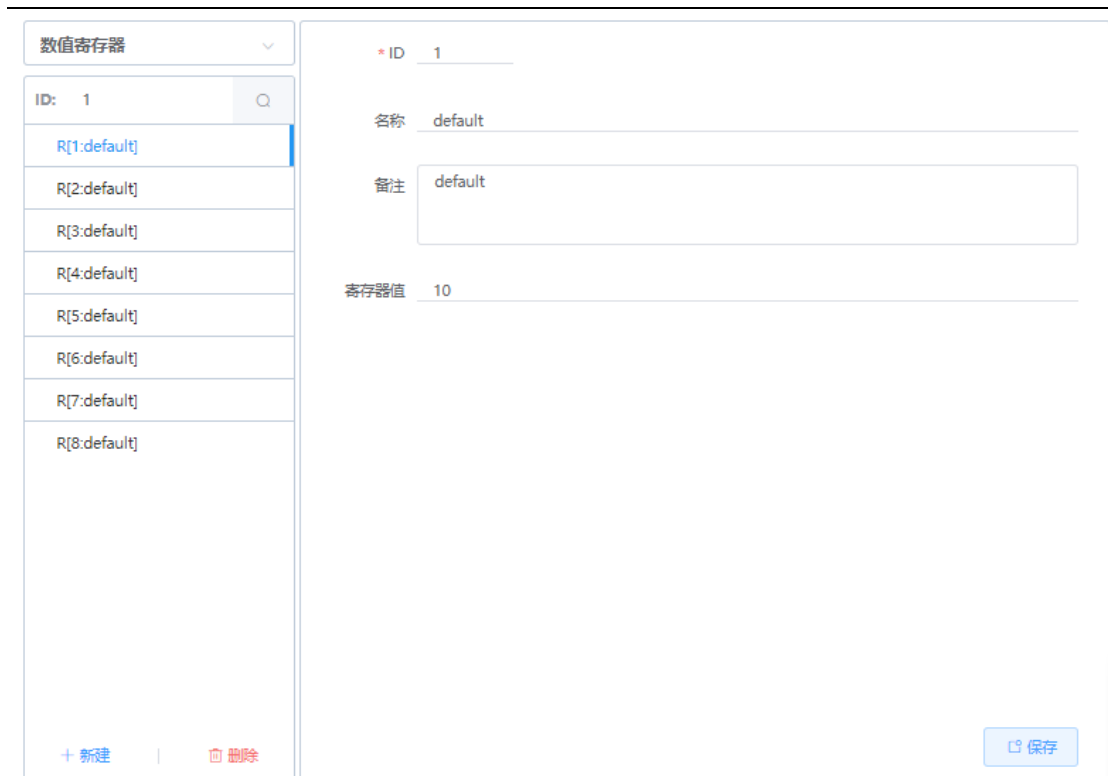 数值寄存器
ID: 1
R[1:default]
R[2:default]
R[3:default]
R[4:default]
R[5:default]
R[6:default]
R[7:default]
R[8:default]
+ 新建
删除
* ID 1
名称 default
备注 default
寄存器值 10
保存